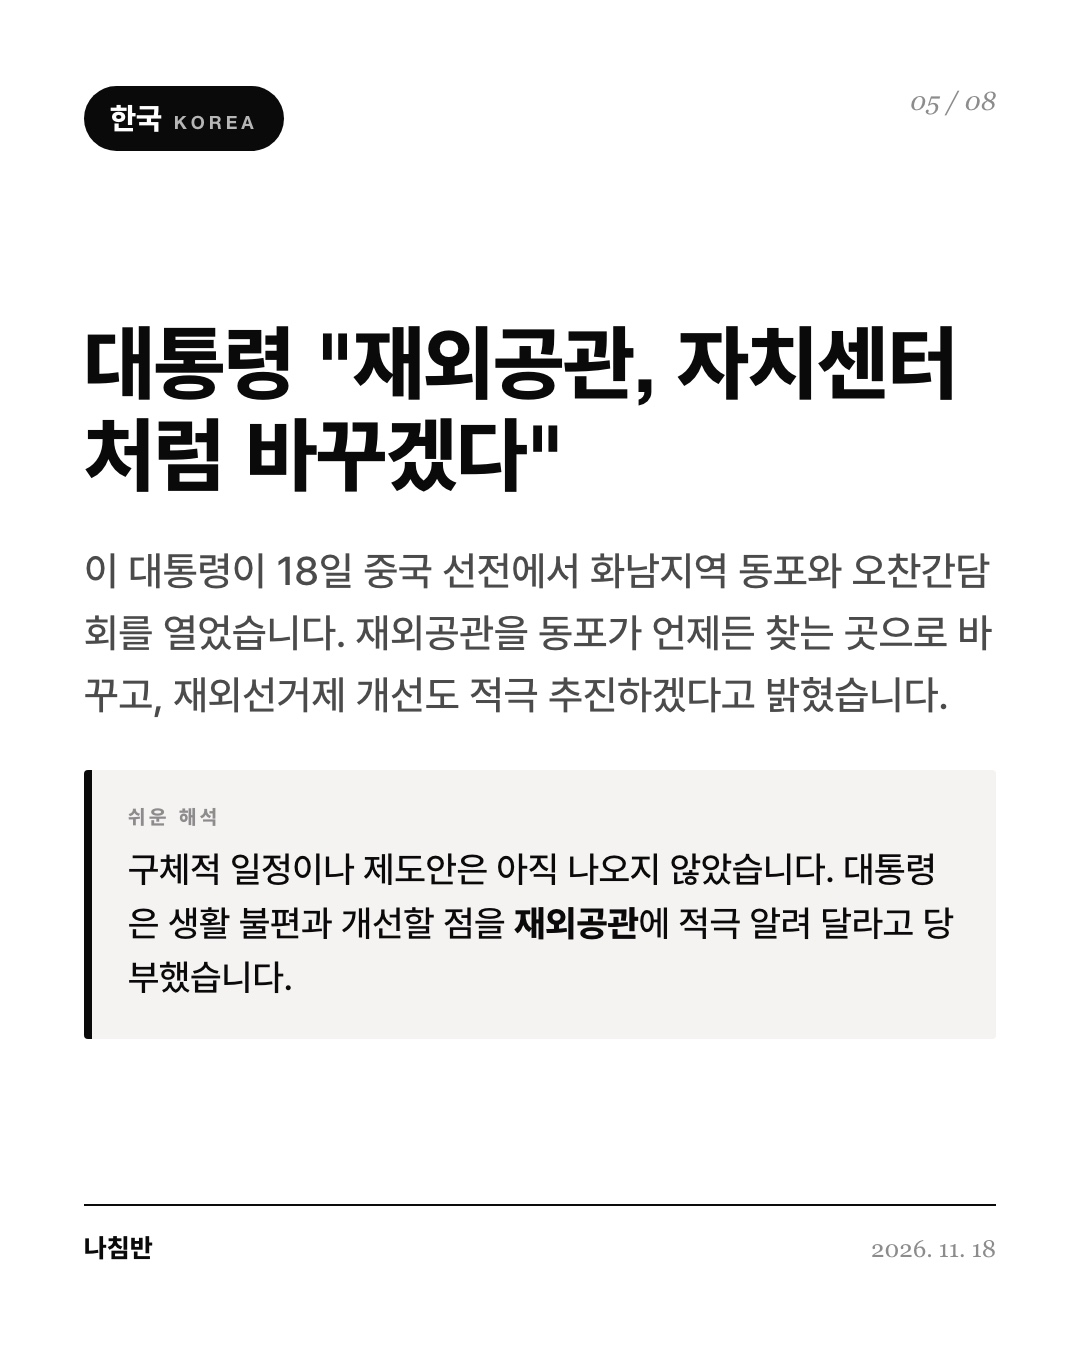 한국 KOREA
05 / 08
대통령 "재외공관, 자치센터
처럼 바꾸겠다"
이 대통령이 18일 중국 선전에서 화남지역 동포와 오찬간담
회를 열었습니다. 재외공관을 동포가 언제든 찾는 곳으로 바
꾸고, 재외선거제 개선도 적극 추진하겠다고 밝혔습니다.
쉬운 해석
구체적 일정이나 제도안은 아직 나오지 않았습니다. 대통령
은 생활 불편과 개선할 점을 재외공관에 적극 알려 달라고 당
부했습니다.
나침반
2026. 11. 18